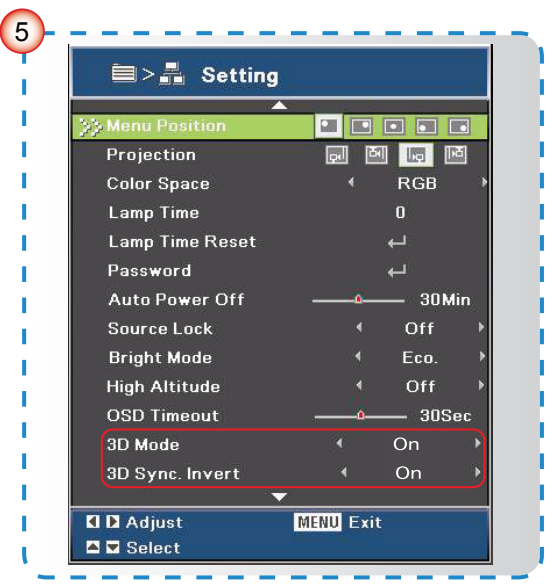 5
> Setting
Menu Position
Projection
Color Space RGB
Lamp Time 0
Lamp Time Reset
Password
Auto Power Off 30Min
Source Lock Off
Bright Mode Eco.
High Altitude Off
OSD Timeout 30Sec
3D Mode On
3D Sync. Invert On
Adjust MENU Exit
Select